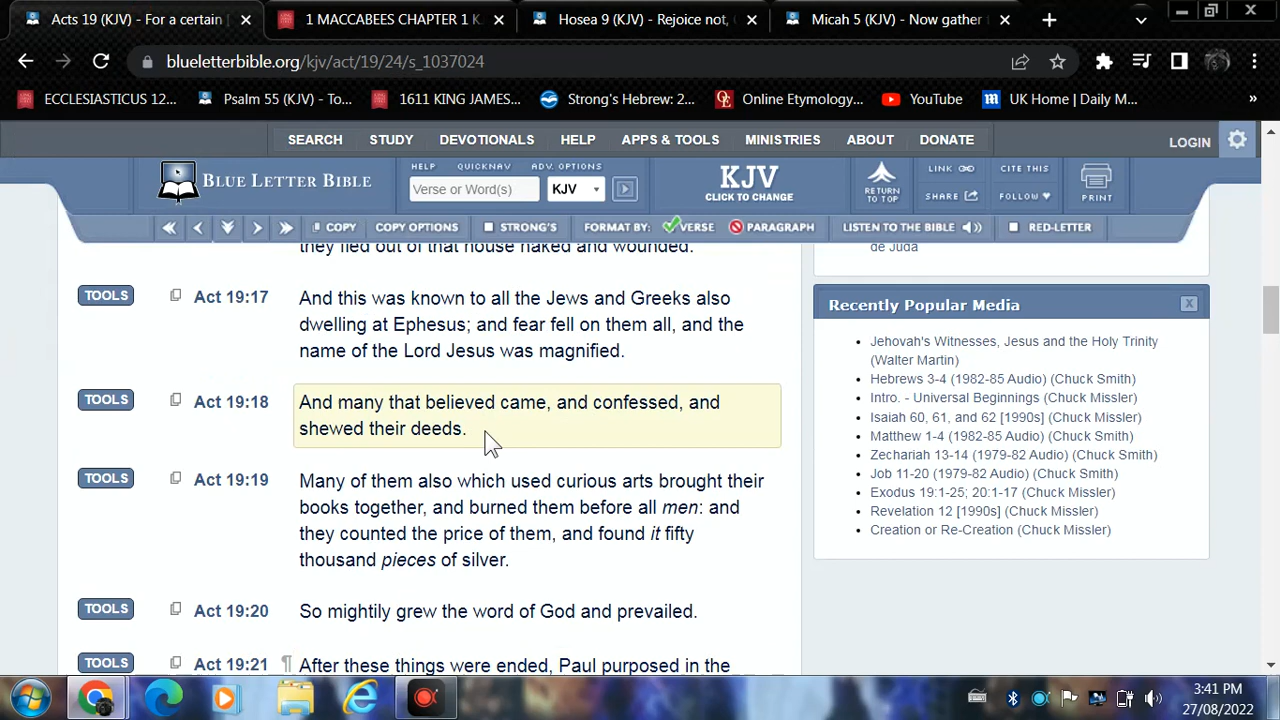 Acts 19 (KJV) - For a certain
1 MACCABEES CHAPTER 1 K
Hosea 9 (KJV) - Rejoice not,
Micah 5 (KJV) - Now gather
blueletterbible.org/kjv/act/19/24/s_1037024
ECCLESIASTICUS 12...
Psalm 55 (KJV) - To...
1611 KING JAMES...
Strong's Hebrew: 2...
Online Etymology...
YouTube
UK Home | Daily M...
SEARCH STUDY DEVOTIONALS HELP APPS & TOOLS MINISTRIES ABOUT DONATE
LOGIN
BLUE LETTER BIBLE
HELP QUICKNAV ADV. OPTIONS
Verse or Word(s)
KJV
KJV
CLICK TO CHANGE
RETURN
TO TOP
LINK
SHARE
CITE THIS
FOLLOW
PRINT
COPY COPY OPTIONS STRONG'S FORMAT BY: VERSE PARAGRAPH LISTEN TO THE BIBLE RED-LETTER
they fled out of that house naked and wounded.
TOOLS Act 19:17 And this was known to all the Jews and Greeks also
dwelling at Ephesus; and fear fell on them all, and the
name of the Lord Jesus was magnified.
TOOLS Act 19:18 And many that believed came, and confessed, and
shewed their deeds.
TOOLS Act 19:19 Many of them also which used curious arts brought their
books together, and burned them before all men: and
they counted the price of them, and found it fifty
thousand pieces of silver.
TOOLS Act 19:20 So mightily grew the word of God and prevailed.
TOOLS Act 19:21 ¶ After these things were ended, Paul purposed in the
de Juda
Recently Popular Media
Jehovah's Witnesses, Jesus and the Holy Trinity
(Walter Martin)
Hebrews 3-4 (1982-85 Audio) (Chuck Smith)
Intro. - Universal Beginnings (Chuck Missler)
Isaiah 60, 61, and 62 [1990s] (Chuck Missler)
Matthew 1-4 (1982-85 Audio) (Chuck Smith)
Zechariah 13-14 (1979-82 Audio) (Chuck Smith)
Job 11-20 (1979-82 Audio) (Chuck Smith)
Exodus 19:1-25; 20:1-17 (Chuck Missler)
Revelation 12 [1990s] (Chuck Missler)
Creation or Re-Creation (Chuck Missler)
3:41 PM
27/08/2022